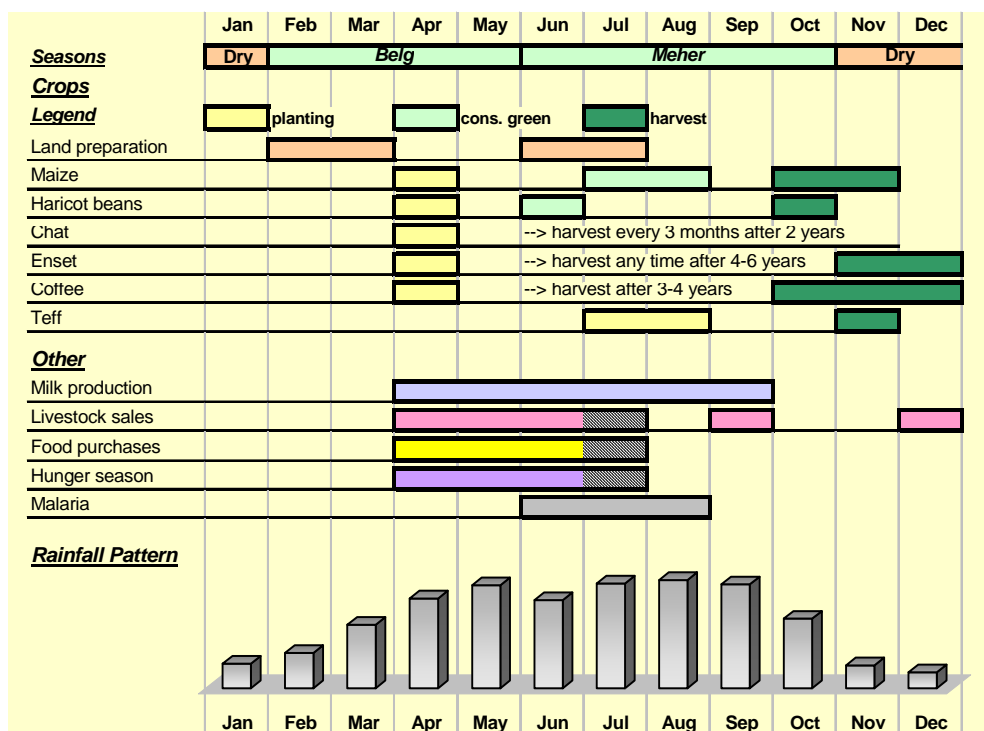 Jan Feb Mar Apr May Jun Jul Aug Sep Oct Nov Dec
Seasons Dry Belg Meher Dry
Crops
Legend planting cons. green harvest
Land preparation
Maize
Haricot beans
Chat --> harvest every 3 months after 2 years
Enset --> harvest any time after 4-6 years
Coffee --> harvest after 3-4 years
Teff
Other
Milk production
Livestock sales
Food purchases
Hunger season
Malaria
Rainfall Pattern
Jan Feb Mar Apr May Jun Jul Aug Sep Oct Nov Dec